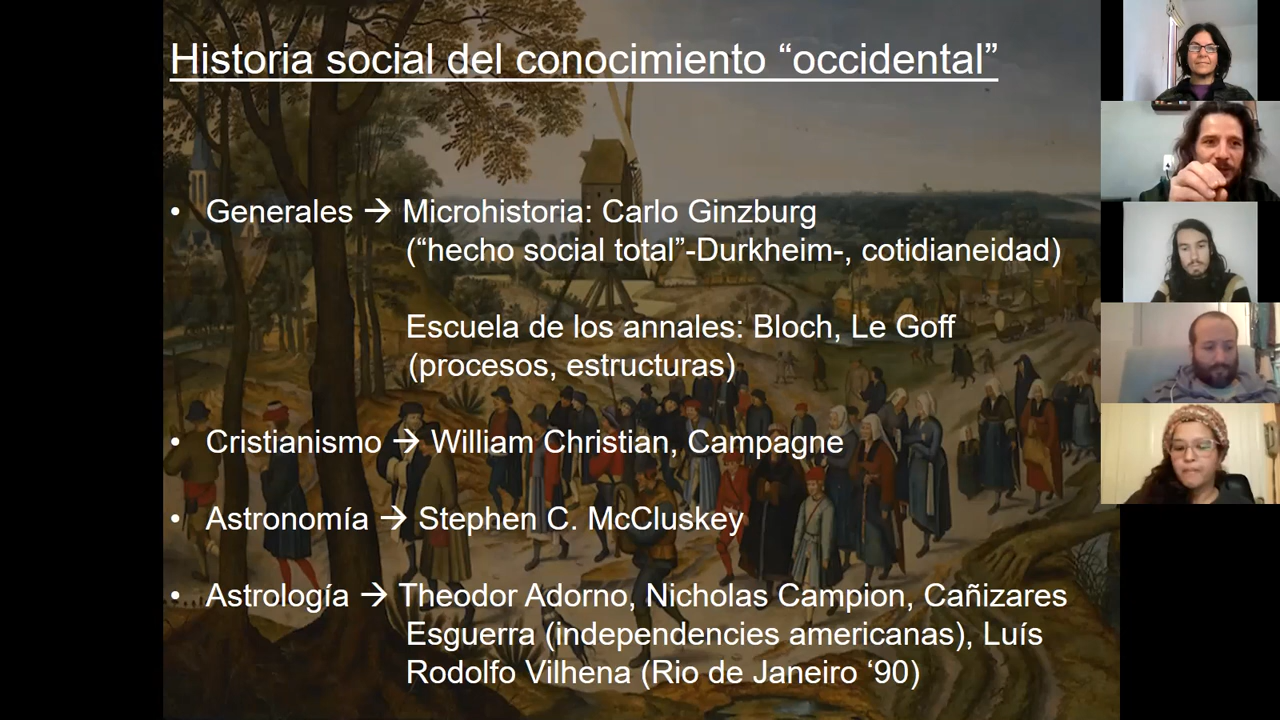 Historia social del conocimiento “occidental”
• Generales → Microhistoria: Carlo Ginzburg
(“hecho social total”-Durkheim-, cotidianeidad)
Escuela de los annales: Bloch, Le Goff
(procesos, estructuras)
• Cristianismo → William Christian, Campagne
• Astronomía → Stephen C. McCluskey
• Astrología → Theodor Adorno, Nicholas Campion, Cañizares
Esguerra (independencies americanas), Luís
Rodolfo Vilhena (Rio de Janeiro ‘90)